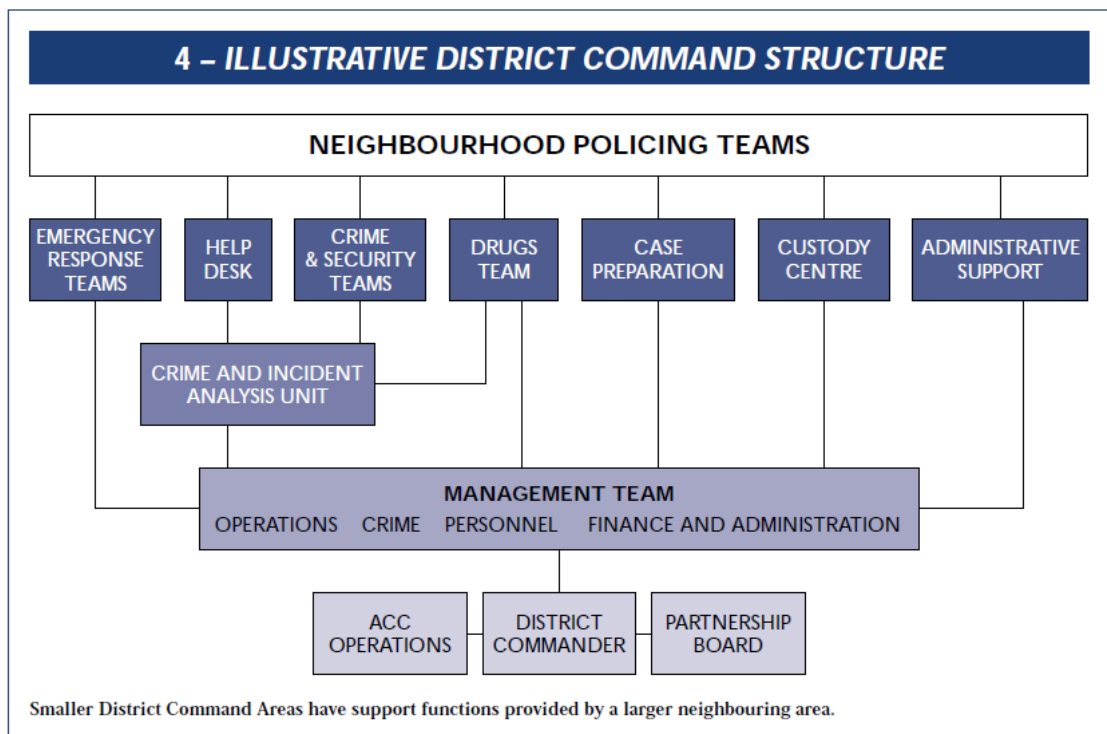 4 – ILLUSTRATIVE DISTRICT COMMAND STRUCTURE
NEIGHBOURHOOD POLICING TEAMS
EMERGENCY
RESPONSE
TEAMS
HELP
DESK
CRIME
& SECURITY
TEAMS
DRUGS
TEAM
CASE
PREPARATION
CUSTODY
CENTRE
ADMINISTRATIVE
SUPPORT
CRIME AND INCIDENT
ANALYSIS UNIT
MANAGEMENT TEAM
OPERATIONS CRIME PERSONNEL FINANCE AND ADMINISTRATION
ACC
OPERATIONS
DISTRICT
COMMANDER
PARTNERSHIP
BOARD
Smaller District Command Areas have support functions provided by a larger neighbouring area.